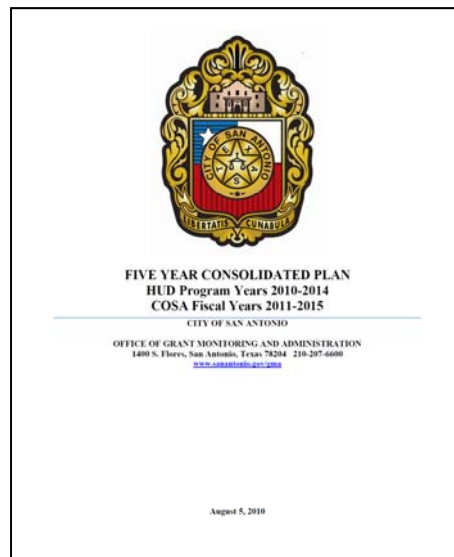 CITY OF SAN ANTONIO
TEXAS
LIBERTATIS CUNABULA
FIVE YEAR CONSOLIDATED PLAN
HUD Program Years 2010-2014
COSA Fiscal Years 2011-2015
CITY OF SAN ANTONIO
OFFICE OF GRANT MONITORING AND ADMINISTRATION
1400 S. Flores, San Antonio, Texas 78204 210-207-6600
www.sanantonio.gov/gma
August 5, 2010